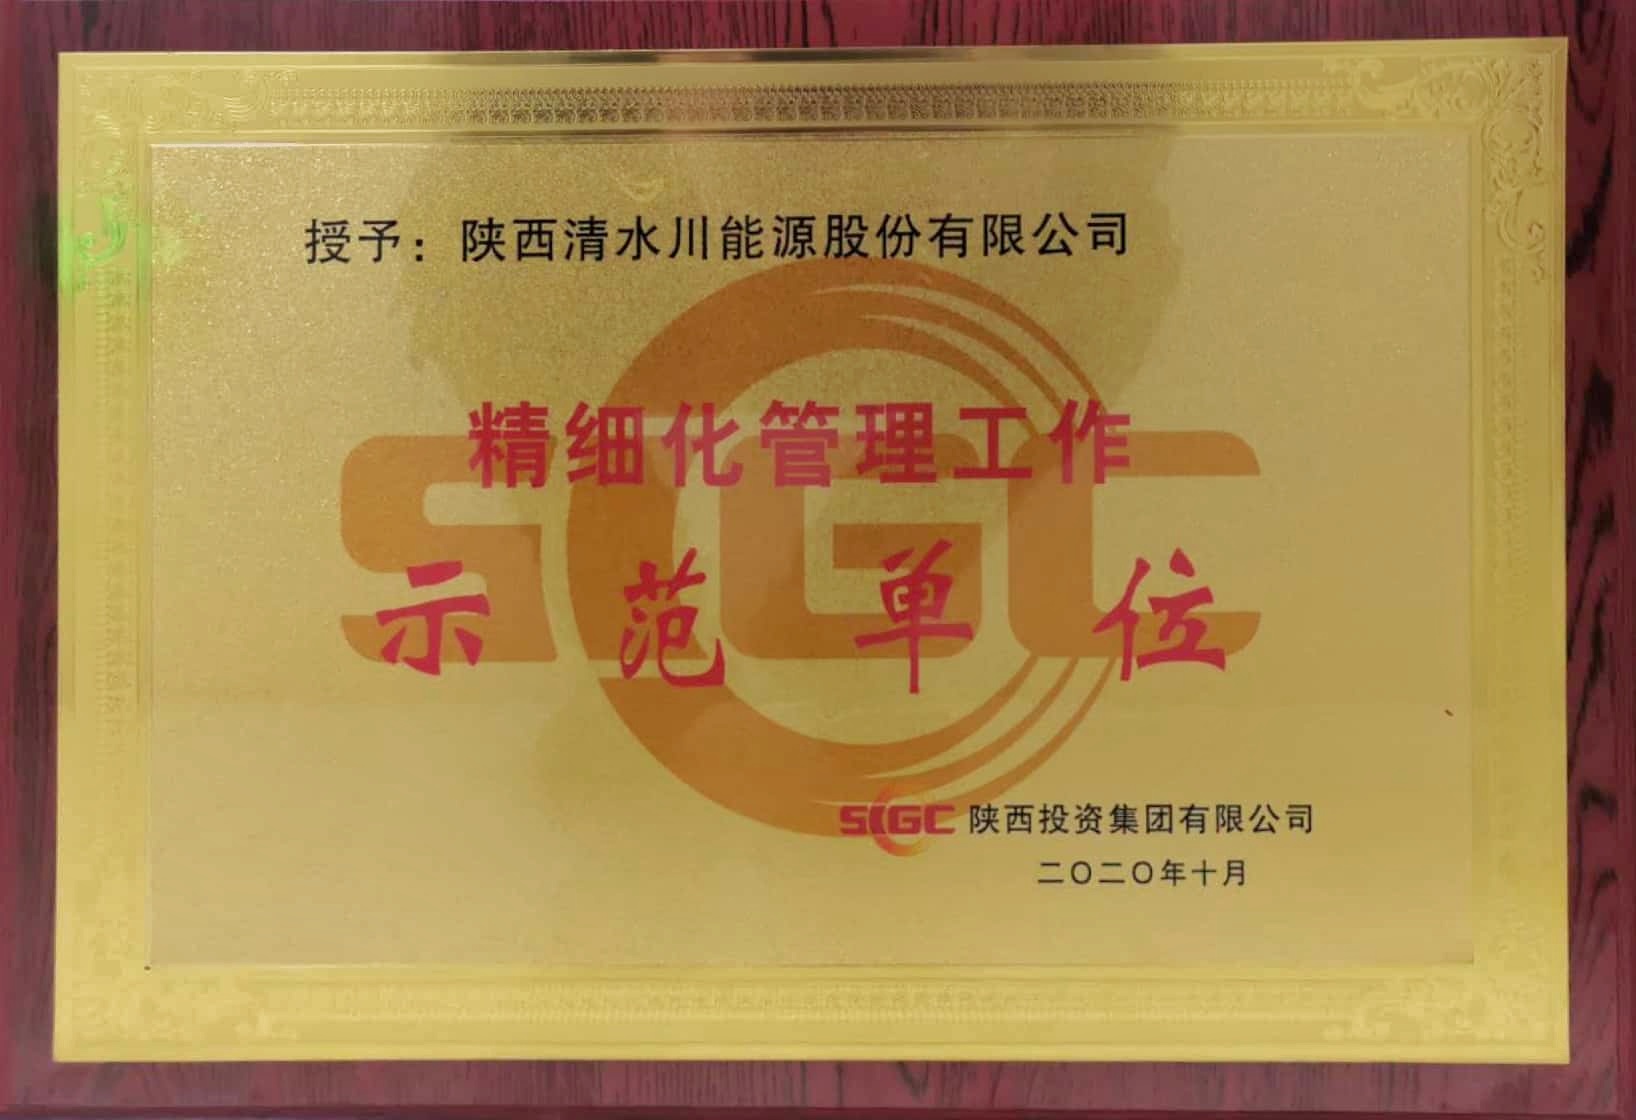 授予：陕西清水川能源股份有限公司
SIGC
精细化管理工作
示范单位
SIGC 陕西投资集团有限公司
二〇二〇年十月